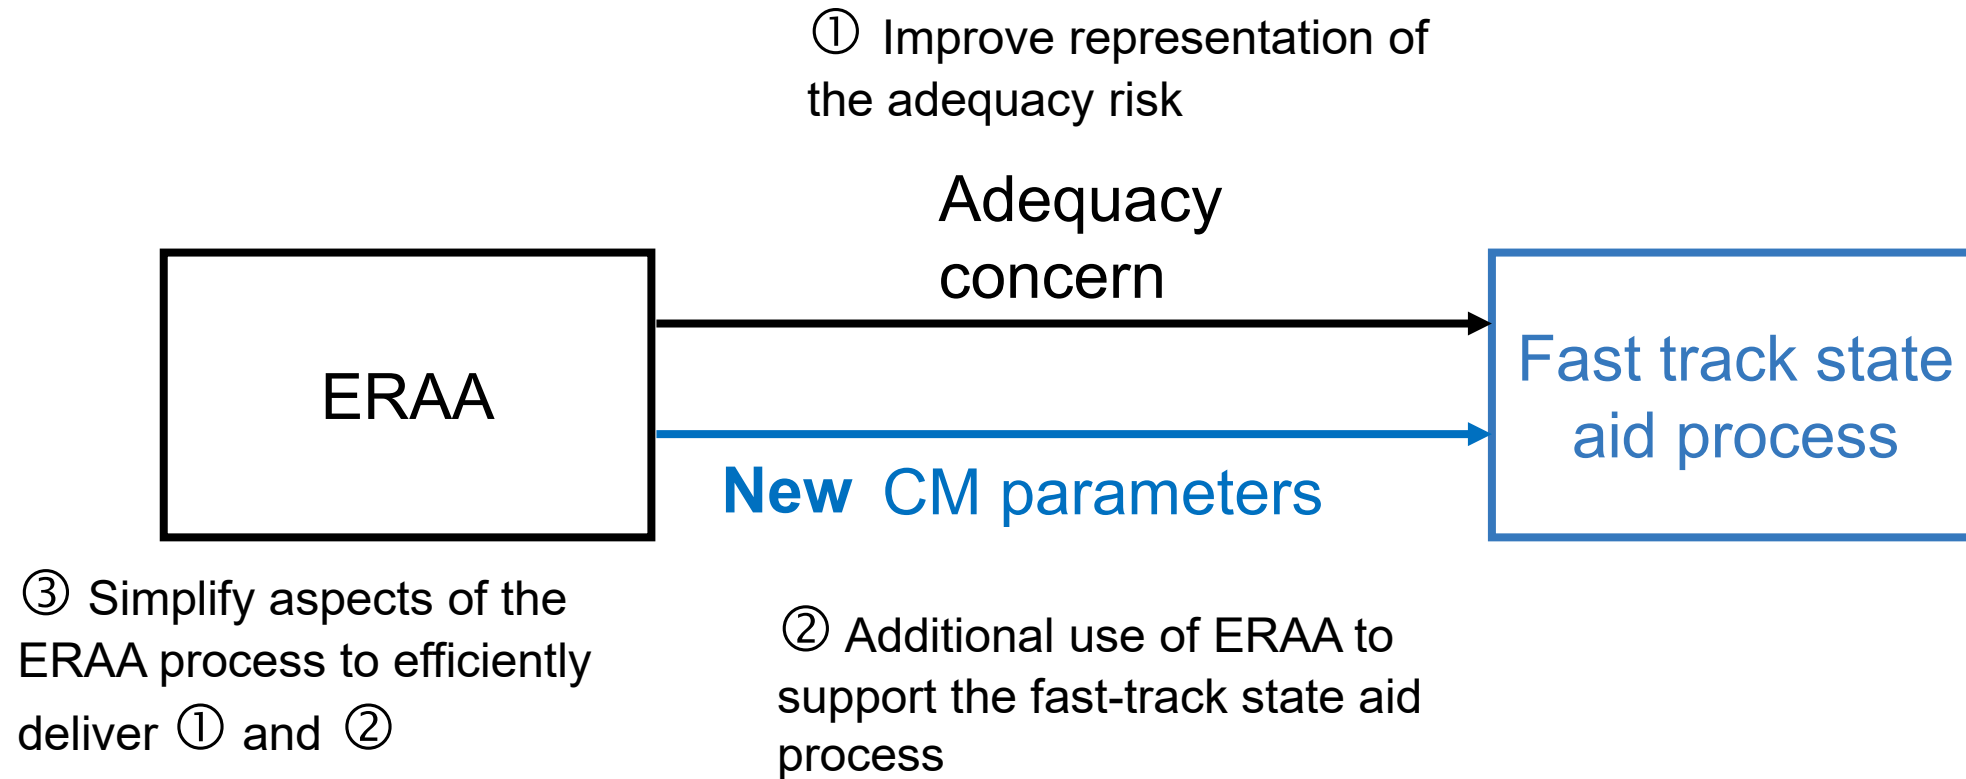 ① Improve representation of
the adequacy risk
Adequacy
concern
ERAA
Fast track state
aid process
New CM parameters
③ Simplify aspects of the
ERAA process to efficiently
deliver ① and ②
② Additional use of ERAA to
support the fast-track state aid
process